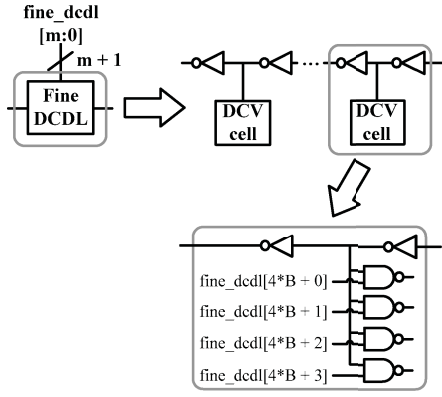 fine_dcdl
[m:0]
m + 1
Fine
DCDL
DCV
cell
DCV
cell
fine_dcdl[4*B + 0]
fine_dcdl[4*B + 1]
fine_dcdl[4*B + 2]
fine_dcdl[4*B + 3]